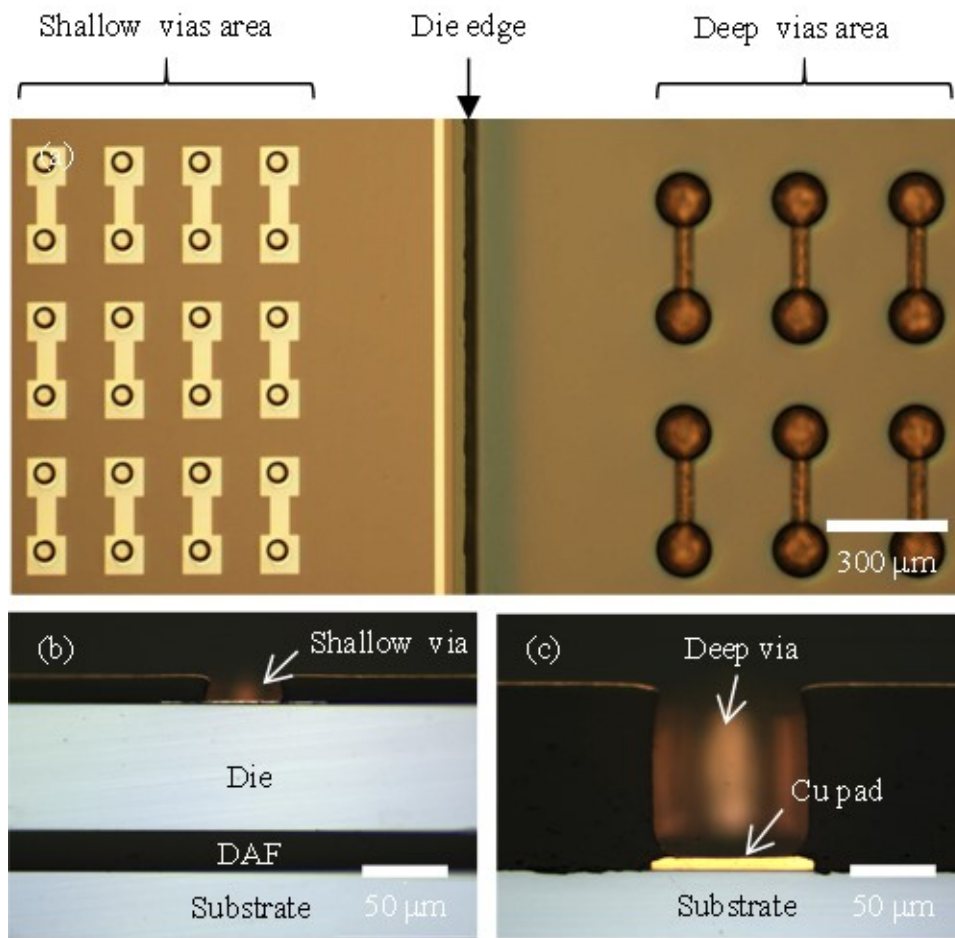 Shallow vias area
Die edge
Deep vias area
(a)
300 μm
(b)
Shallow via
Die
DAF
50 μm
Substrate
(c)
Deep via
Cu pad
50 μm
Substrate